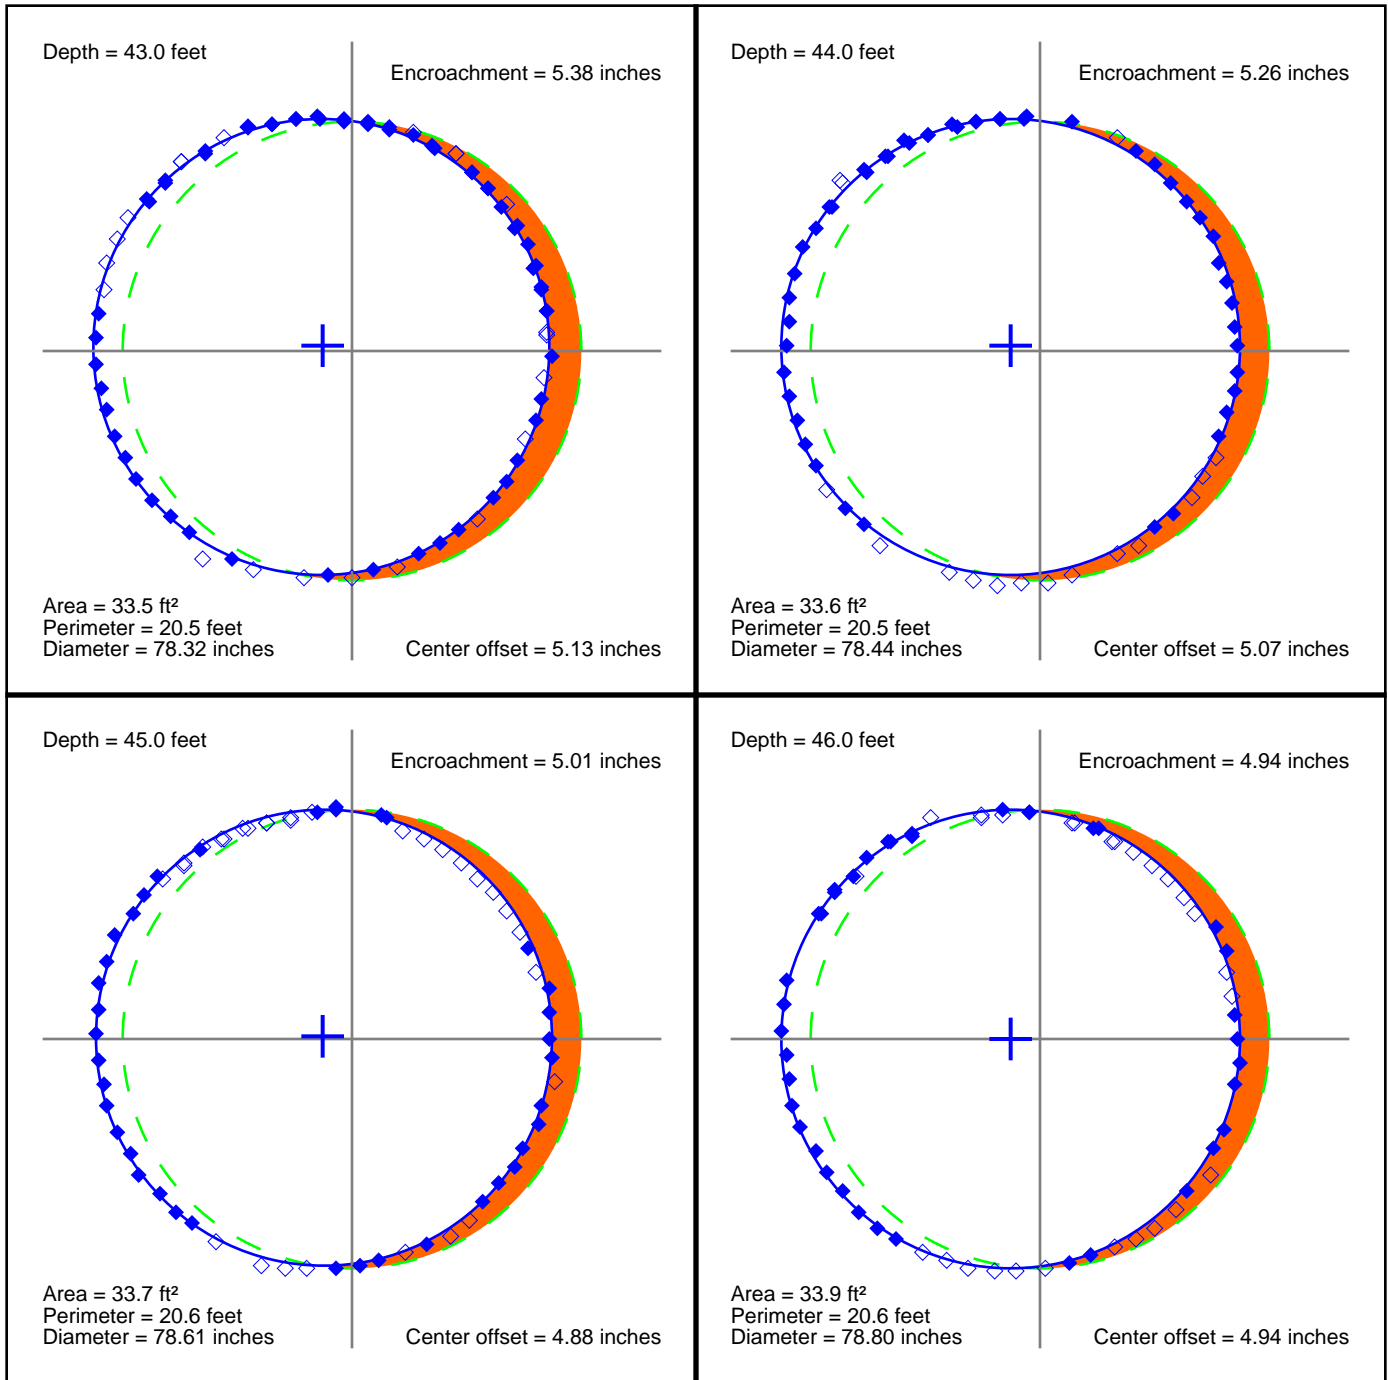 Depth = 43.0 feet
Encroachment = 5.38 inches
Area = 33.5 ft²
Perimeter = 20.5 feet
Diameter = 78.32 inches
Center offset = 5.13 inches
Depth = 44.0 feet
Encroachment = 5.26 inches
Area = 33.6 ft²
Perimeter = 20.5 feet
Diameter = 78.44 inches
Center offset = 5.07 inches
Depth = 45.0 feet
Encroachment = 5.01 inches
Area = 33.7 ft²
Perimeter = 20.6 feet
Diameter = 78.61 inches
Center offset = 4.88 inches
Depth = 46.0 feet
Encroachment = 4.94 inches
Area = 33.9 ft²
Perimeter = 20.6 feet
Diameter = 78.80 inches
Center offset = 4.94 inches